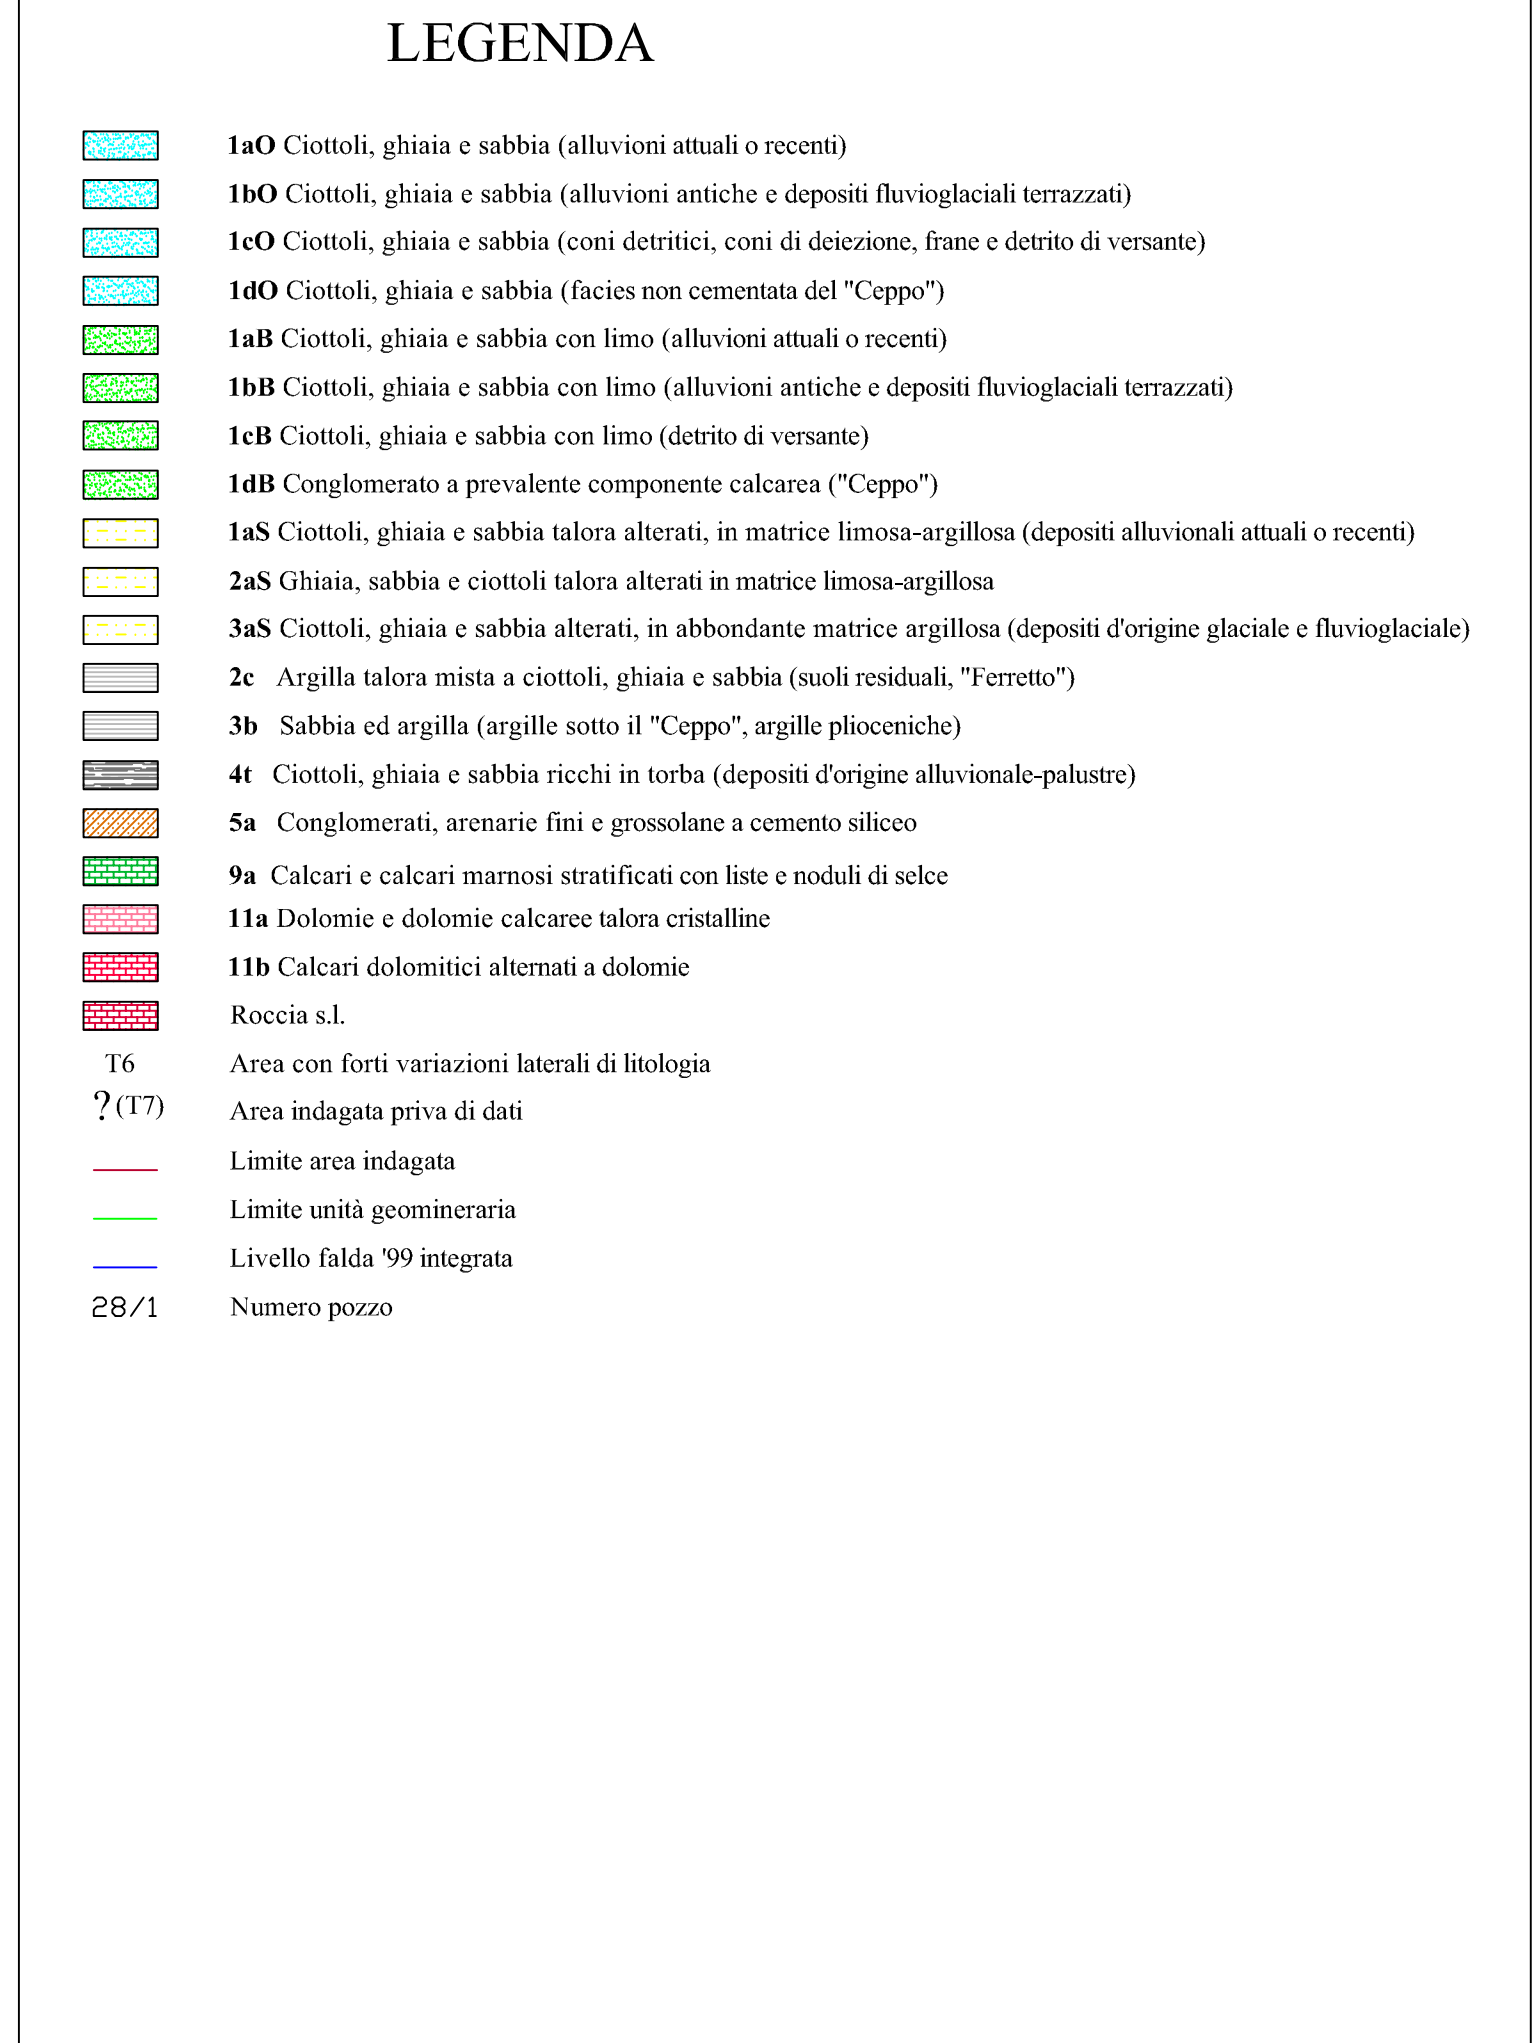 LEGENDA
1aO Ciottoli, ghiaia e sabbia (alluvioni attuali o recenti)
1bO Ciottoli, ghiaia e sabbia (alluvioni antiche e depositi fluvioglaciali terrazzati)
1cO Ciottoli, ghiaia e sabbia (coni detritici, coni di deiezione, frane e detrito di versante)
1dO Ciottoli, ghiaia e sabbia (facies non cementata del "Ceppo")
1aB Ciottoli, ghiaia e sabbia con limo (alluvioni attuali o recenti)
1bB Ciottoli, ghiaia e sabbia con limo (alluvioni antiche e depositi fluvioglaciali terrazzati)
1cB Ciottoli, ghiaia e sabbia con limo (detrito di versante)
1dB Conglomerato a prevalente componente calcarea ("Ceppo")
1aS Ciottoli, ghiaia e sabbia talora alterati, in matrice limosa-argillosa (depositi alluvionali attuali o recenti)
2aS Ghiaia, sabbia e ciottoli talora alterati in matrice limosa-argillosa
3aS Ciottoli, ghiaia e sabbia alterati, in abbondante matrice argillosa (depositi d'origine glaciale e fluvioglaciale)
2c Argilla talora mista a ciottoli, ghiaia e sabbia (suoli residuali, "Ferretto")
3b Sabbia ed argilla (argille sotto il "Ceppo", argille plioceniche)
4t Ciottoli, ghiaia e sabbia ricchi in torba (depositi d'origine alluvionale-palustre)
5a Conglomerati, arenarie fini e grossolane a cemento siliceo
9a Calcari e calcari marnosi stratificati con liste e noduli di selce
11a Dolomie e dolomie calcaree talora cristalline
11b Calcari dolomitici alternati a dolomie
Roccia s.l.
T6 Area con forti variazioni laterali di litologia
? (T7) Area indagata priva di dati
Limite area indagata
Limite unità geomineraria
Livello falda '99 integrata
28/1 Numero pozzo